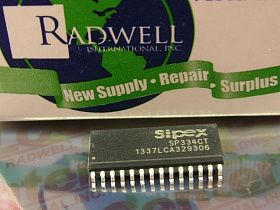 RADWELL
INTERNATIONAL, INC.
New Supply · Repair · Surplus
Sipex
SP334CT
1337LCA329306